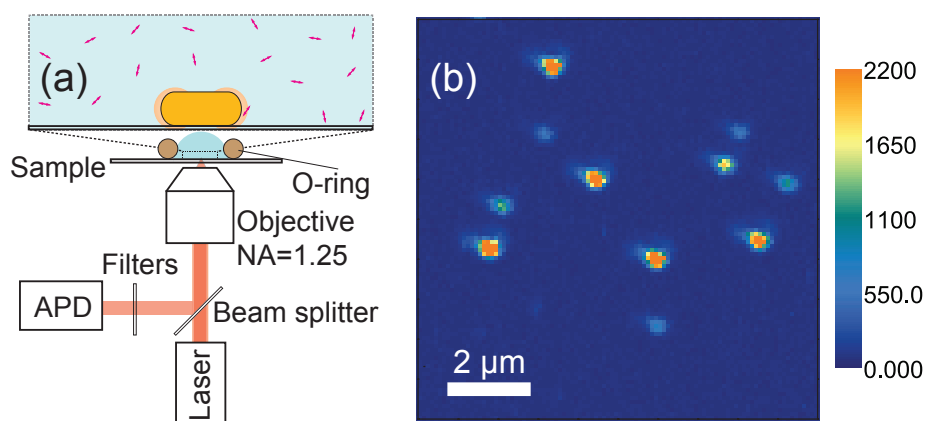 (a)
Sample
O-ring
Objective
NA=1.25
Filters
APD
Beam splitter
Laser
(b)
2 μm
2200
1650
1100
550.0
0.000